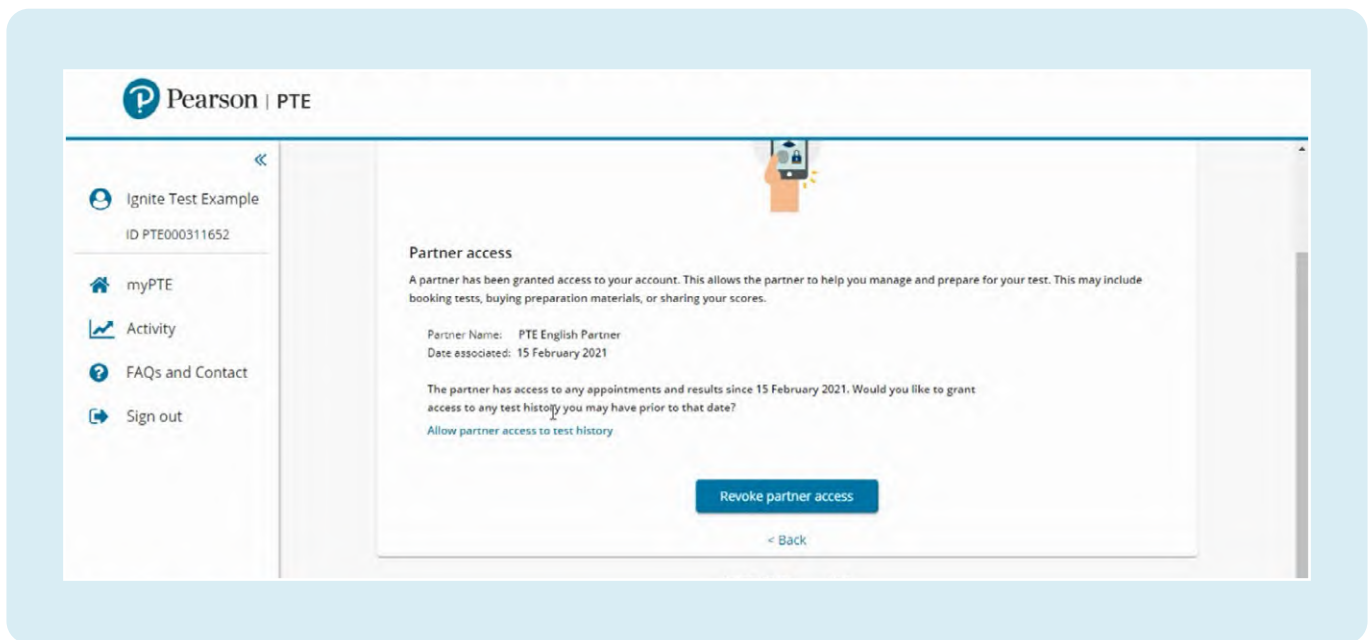 Pearson | PTE
«
Ignite Test Example
ID PTE000311652
myPTE
Activity
FAQs and Contact
Sign out
Partner access
A partner has been granted access to your account. This allows the partner to help you manage and prepare for your test. This may include
booking tests, buying preparation materials, or sharing your scores.
Partner Name: PTE English Partner
Date associated: 15 February 2021
The partner has access to any appointments and results since 15 February 2021. Would you like to grant
access to any test history you may have prior to that date?
Allow partner access to test history
Revoke partner access
< Back